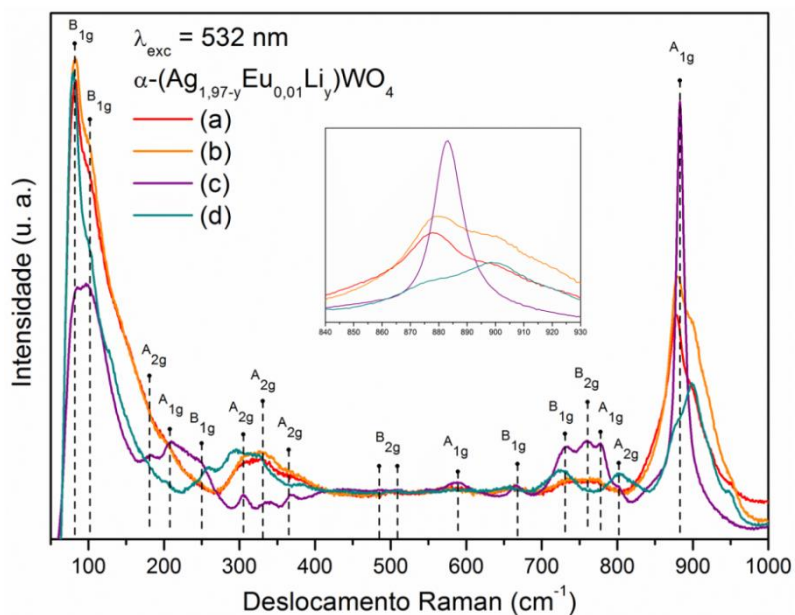 B1g
B1g
λexc = 532 nm
α-(Ag1,97-yEu0,01Liy)WO4
(a)
(b)
(c)
(d)
A1g
840 850 860 870 880 890 900 910 920 930
Intensidade (u. a.)
A2g
A1g
B1g
A2g
A2g
A2g
B2g
A1g
B1g
B1g
B2g
A1g
A2g
50 100 200 300 400 500 600 700 800 900 1000
Deslocamento Raman (cm-1)